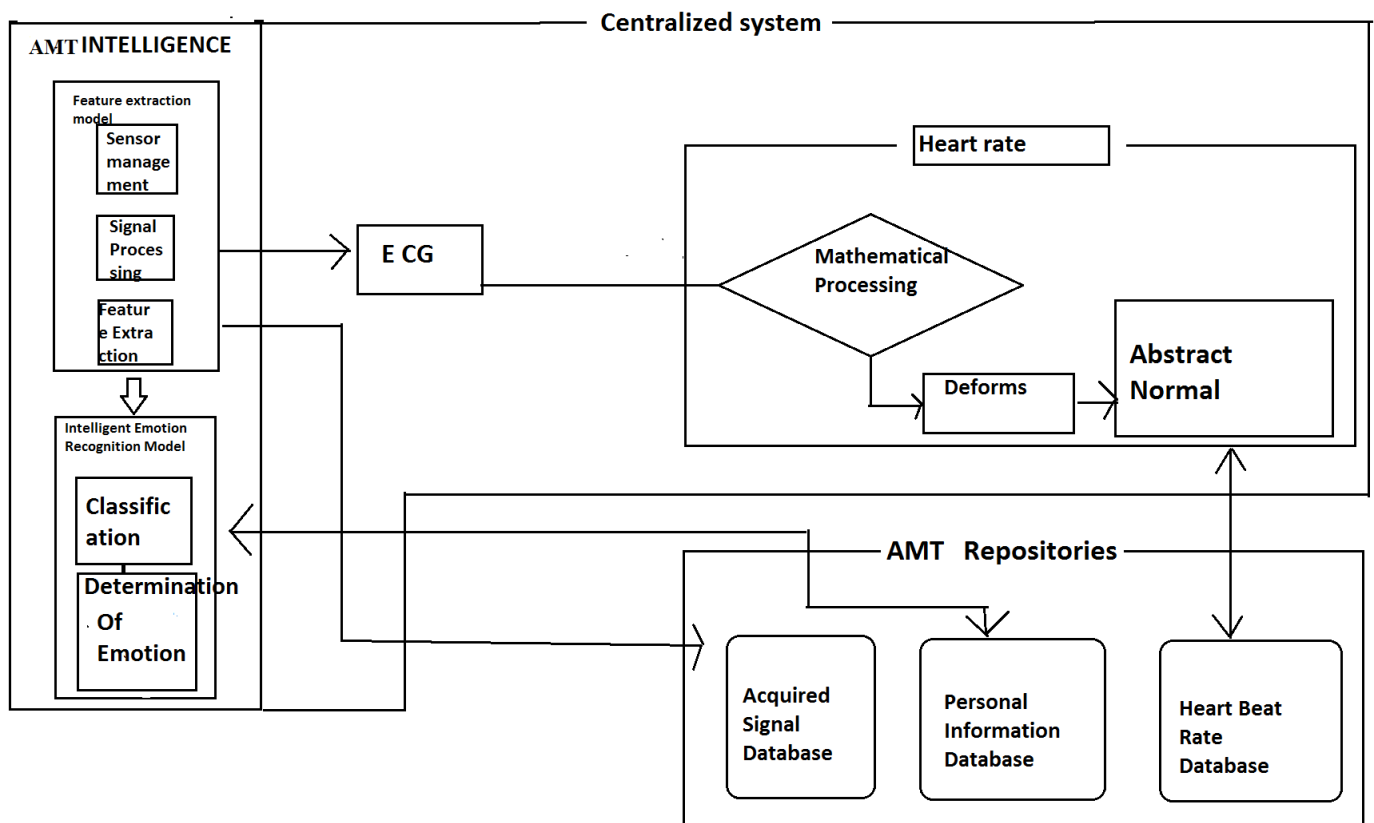 Centralized system
AMT INTELLIGENCE
Feature extraction
model
Sensor
manage
ment
Signal
Proces
sing
Featur
e Extra
ction
Intelligent Emotion
Recognition Model
Classific
ation
Determination
Of
Emotion
E CG
Heart rate
Mathematical
Processing
Deforms
Abstract
Normal
AMT Repositories
Acquired
Signal
Database
Personal
Information
Database
Heart Beat
Rate
Database